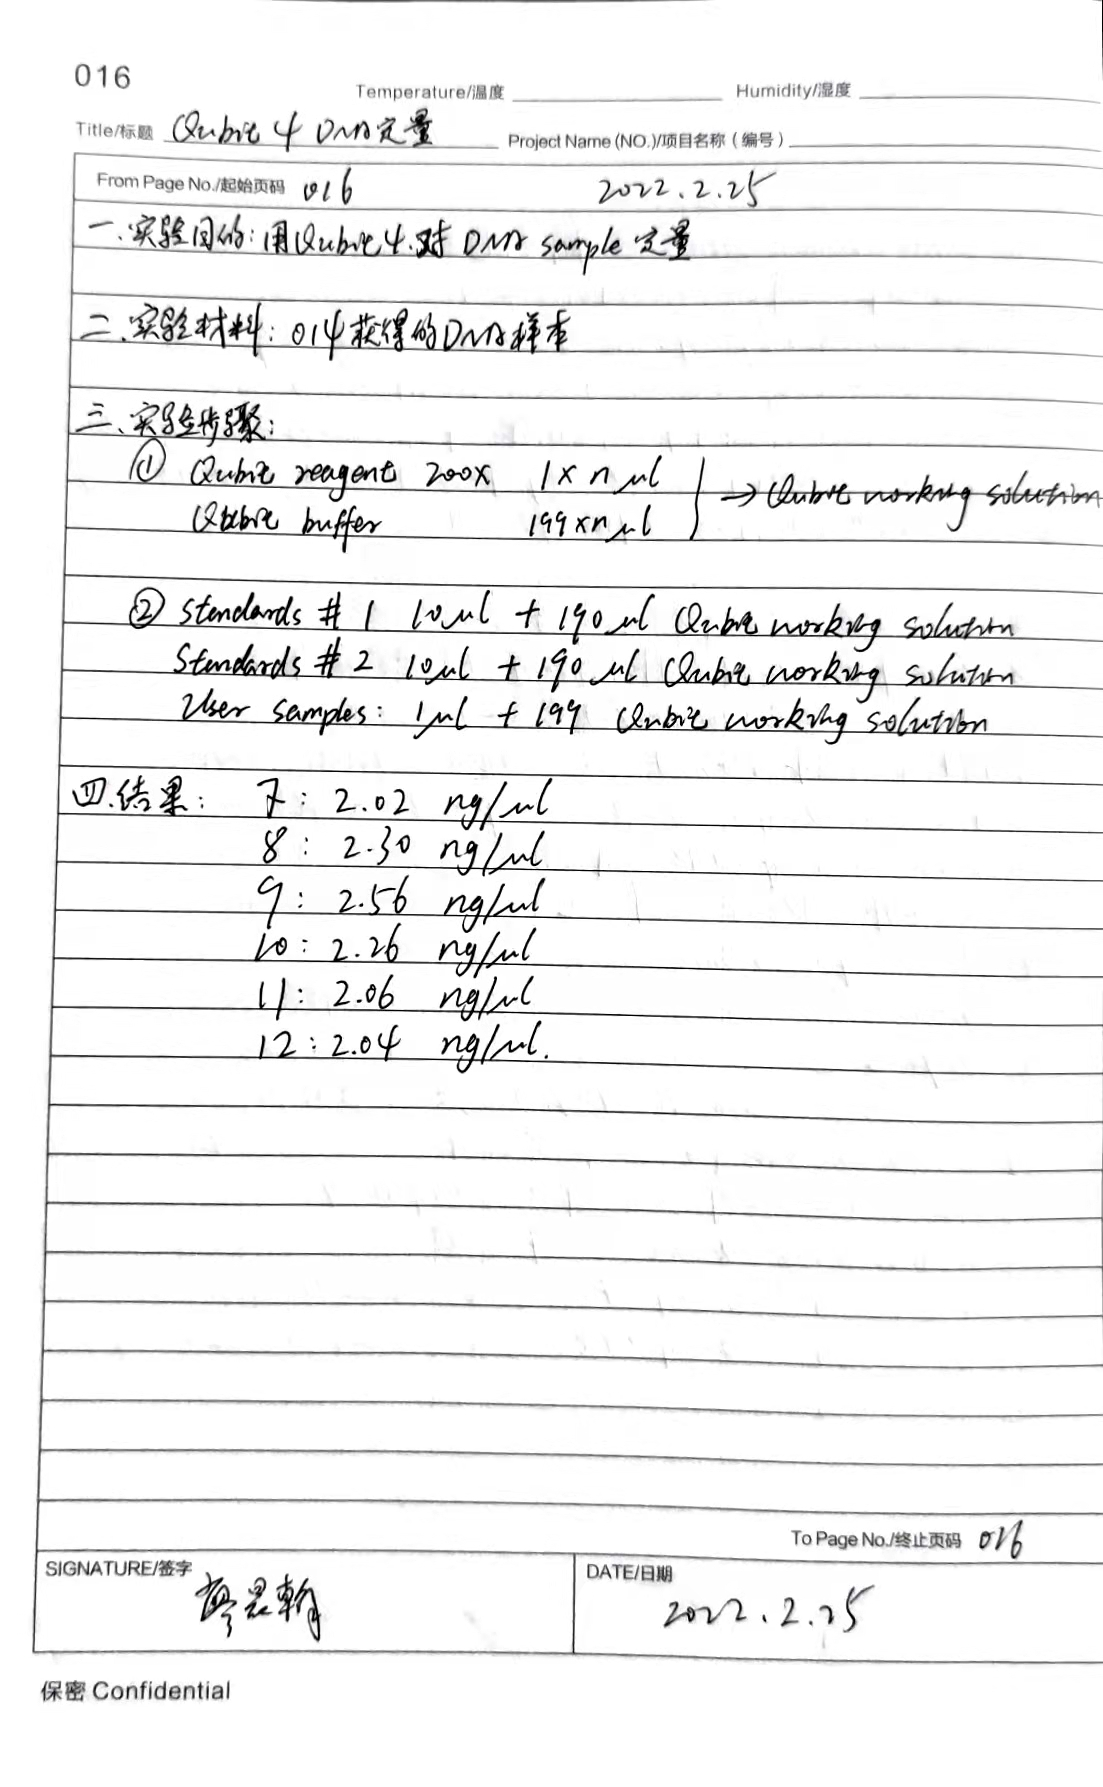 016
Temperature/温度 Humidity/湿度
Title/标题 Qubit 4 DNA定量 Project Name (NO.)/项目名称（编号）
From Page No./起始页码 016 2022.2.25
一.实验目的: 用Qubit 4.对 DNA sample 定量
二.实验材料: 014获得的DNA样本
三.实验步骤:
① Qubit reagent 200X 1×n μl
Qubit buffer 199×n μl
→ Qubit working solution
② Standards #1 10μl + 190μl Qubit working solution
Standards #2 10μl + 190μl Qubit working solution
User samples: 1μl + 199 Qubit working solution
四.结果: 7: 2.02 ng/μl
8: 2.30 ng/μl
9: 2.56 ng/μl
10: 2.26 ng/μl
11: 2.06 ng/μl
12: 2.04 ng/μl.
To Page No./终止页码 016
SIGNATURE/签字 DATE/日期
2022.2.25
保密 Confidential